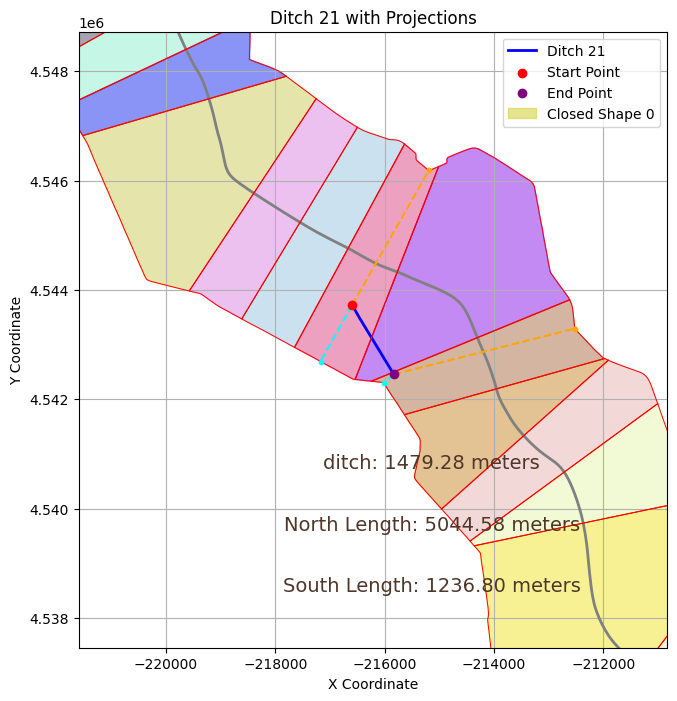 Ditch 21 with Projections
1e6
Ditch 21
Start Point
End Point
Closed Shape 0
4.548
4.546
4.544
4.542
4.540
4.538
Y Coordinate
ditch: 1479.28 meters
North Length: 5044.58 meters
South Length: 1236.80 meters
−220000 −218000 −216000 −214000 −212000
X Coordinate